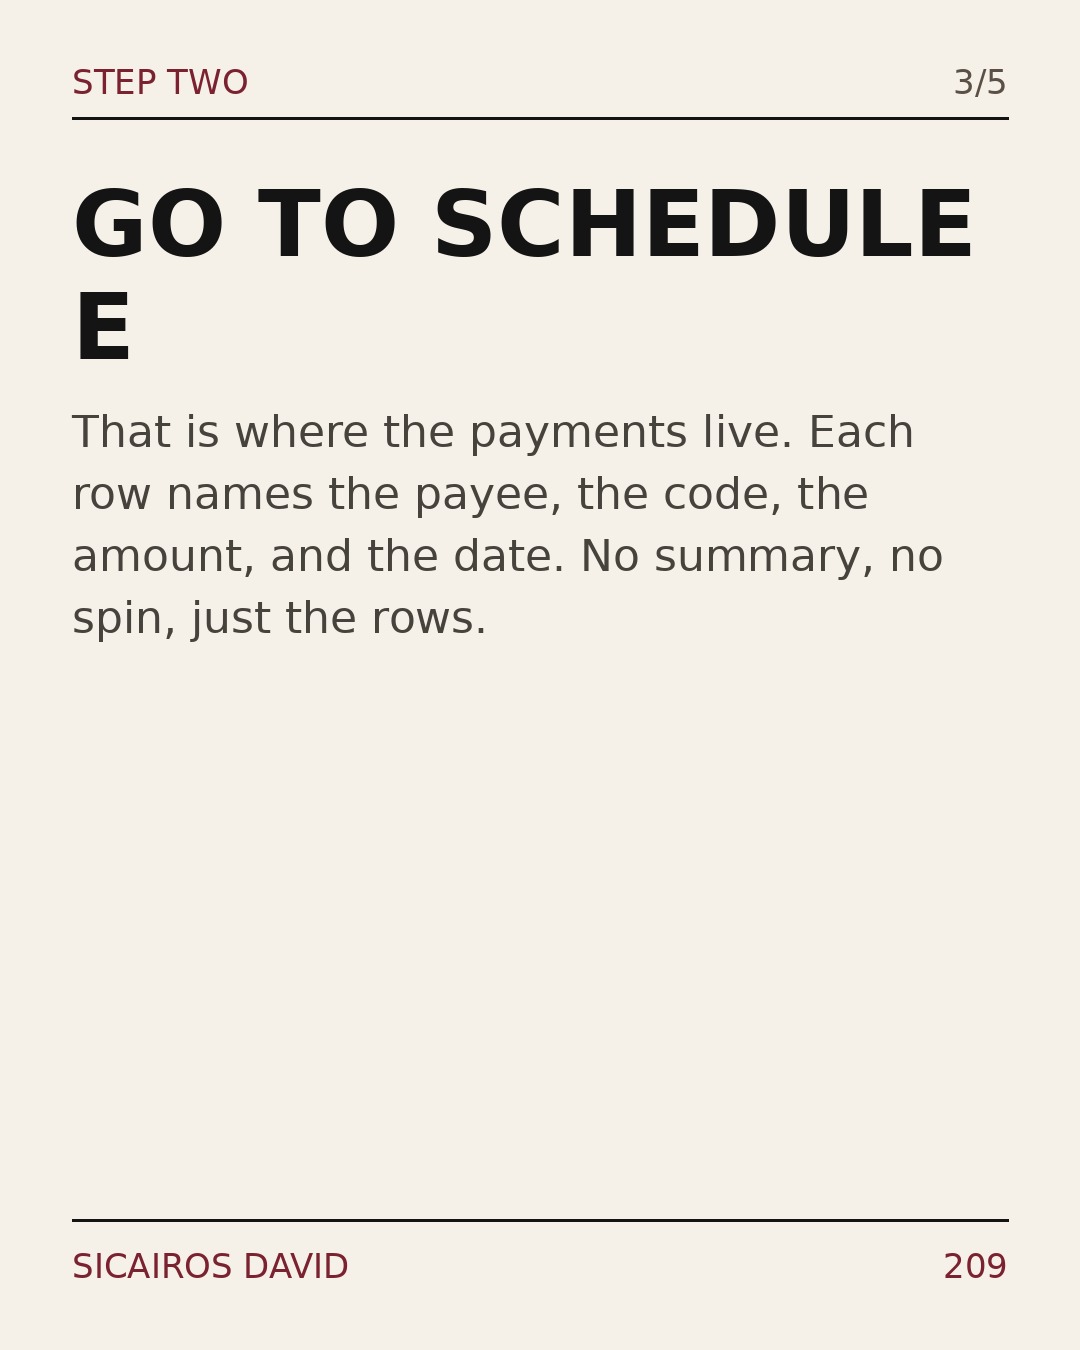 STEP TWO
3/5
GO TO SCHEDULE
E
That is where the payments live. Each
row names the payee, the code, the
amount, and the date. No summary, no
spin, just the rows.
SICAIROS DAVID
209